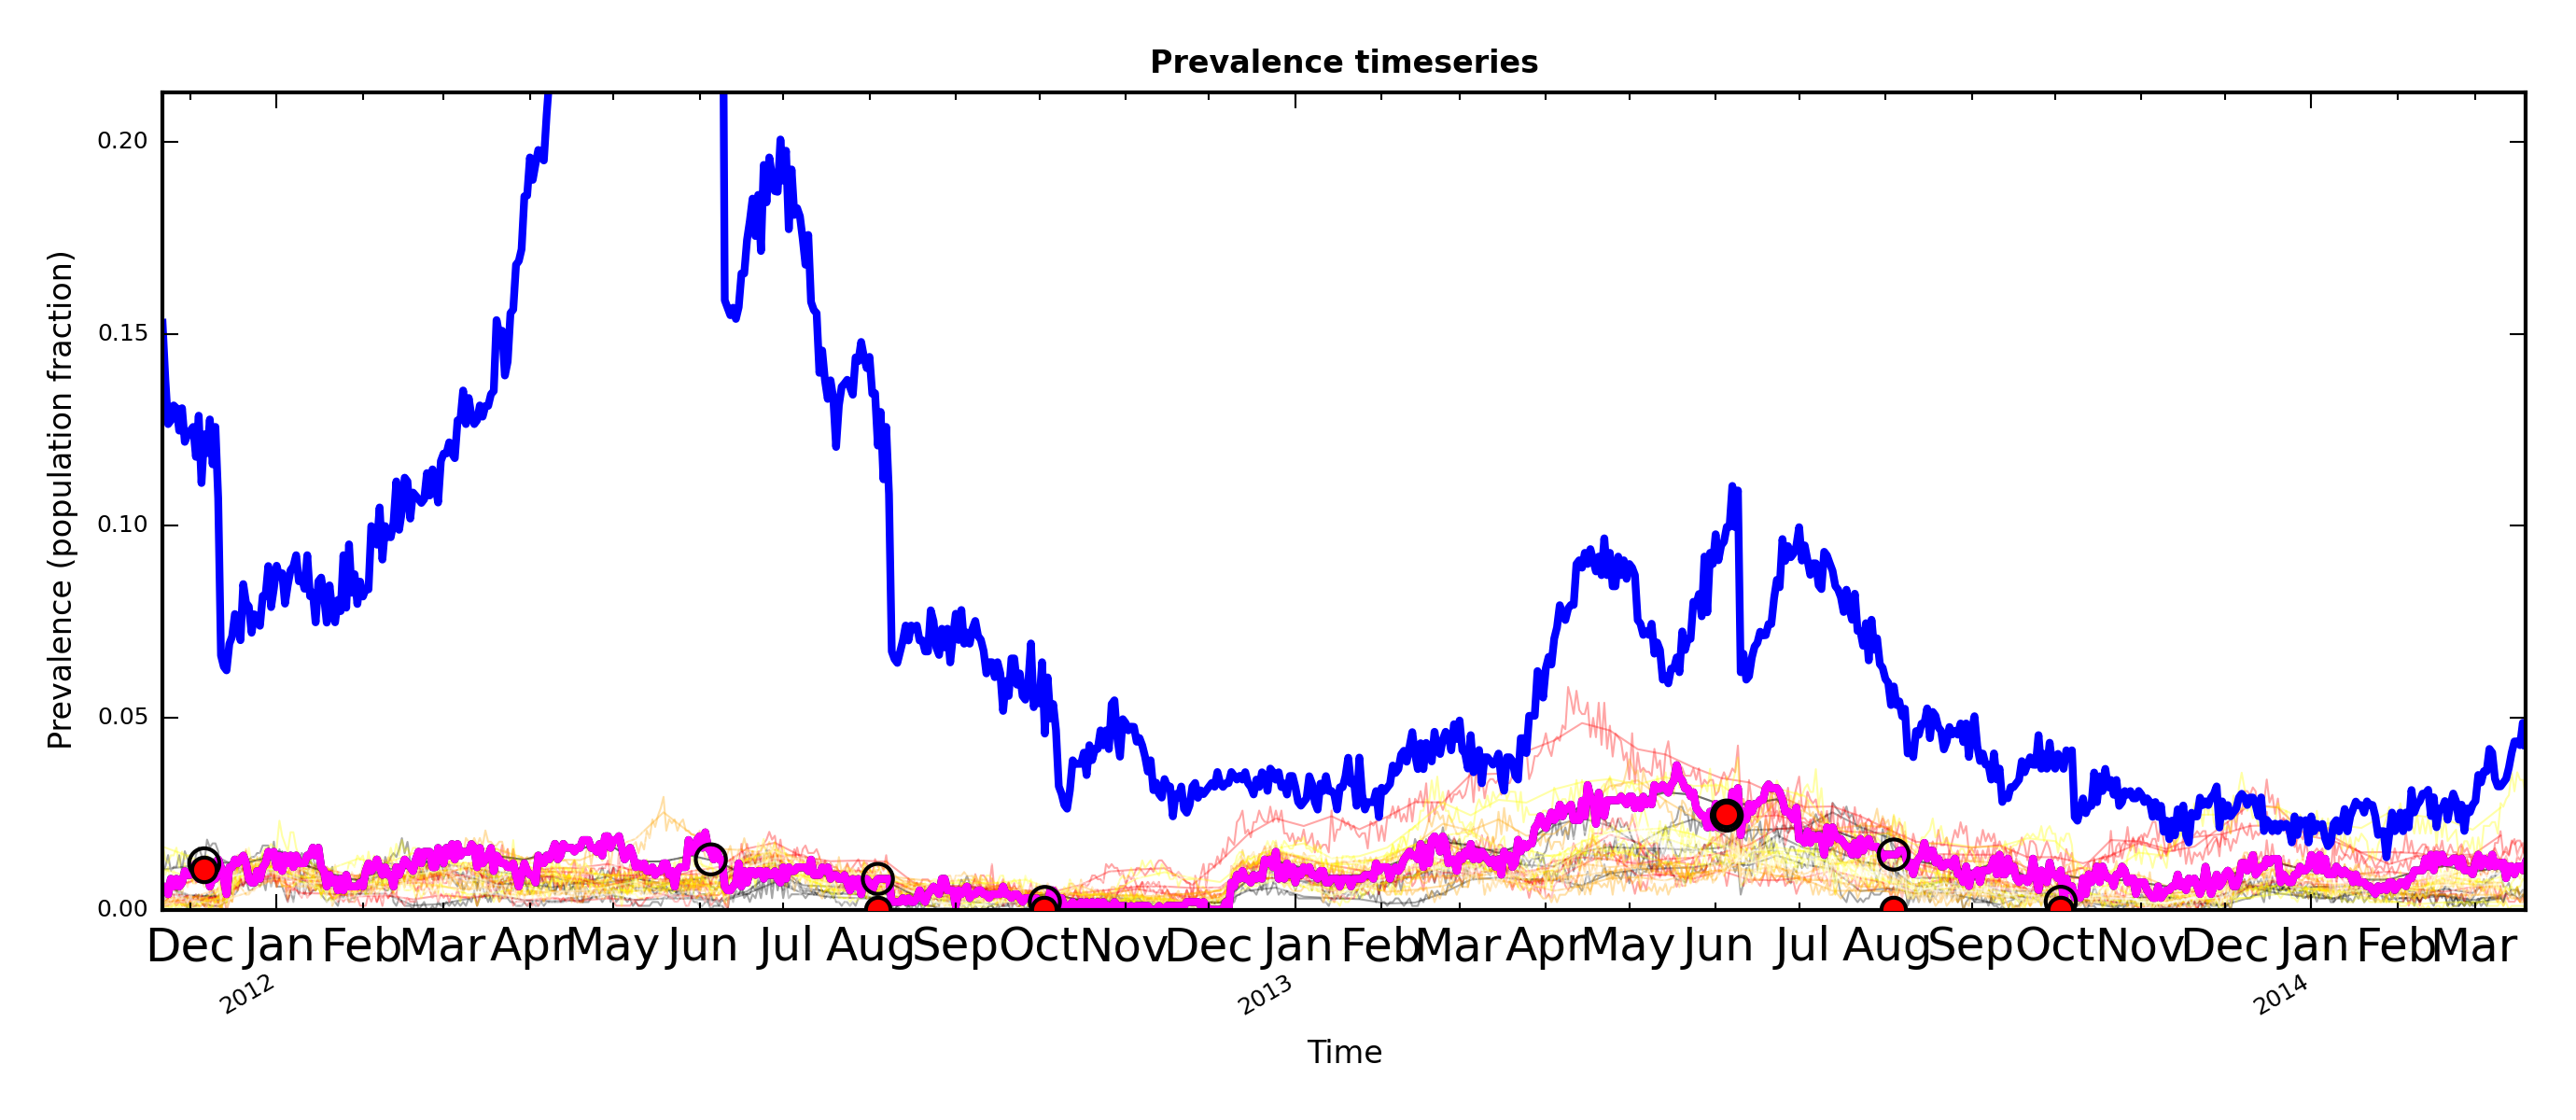 Prevalence timeseries
Prevalence (population fraction)
0.20
0.15
0.10
0.05
0.00
Dec Jan Feb Mar Apr May Jun Jul Aug Sep Oct Nov Dec Jan Feb Mar Apr May Jun Jul Aug Sep Oct Nov Dec Jan Feb Mar
2012 2013 2014
Time